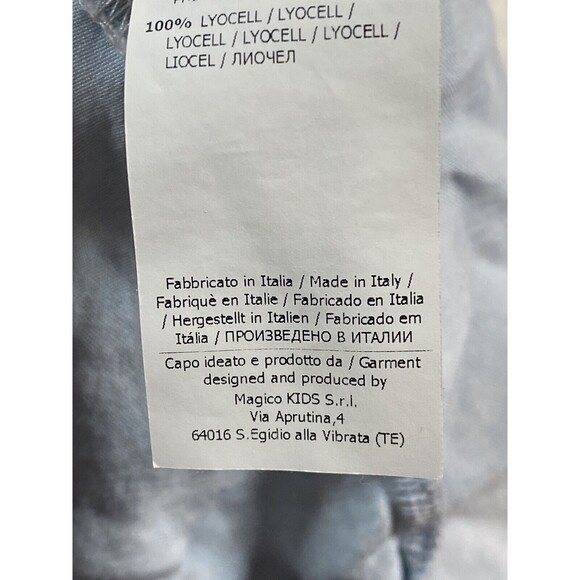 100% LYOCELL / LYOCELL /
LYOCELL / LYOCELL / LYOCELL /
LIOCEL / ЛИОЧЕЛ
Fabbricato in Italia / Made in Italy /
Fabriquè en Italie / Fabricado en Italia
/ Hergestellt in Italien / Fabricado em
Itália / ПРОИЗВЕДЕНО В ИТАЛИИ
Capo ideato e prodotto da / Garment
designed and produced by
Magico KIDS S.r.l.
Via Aprutina,4
64016 S.Egidio alla Vibrata (TE)